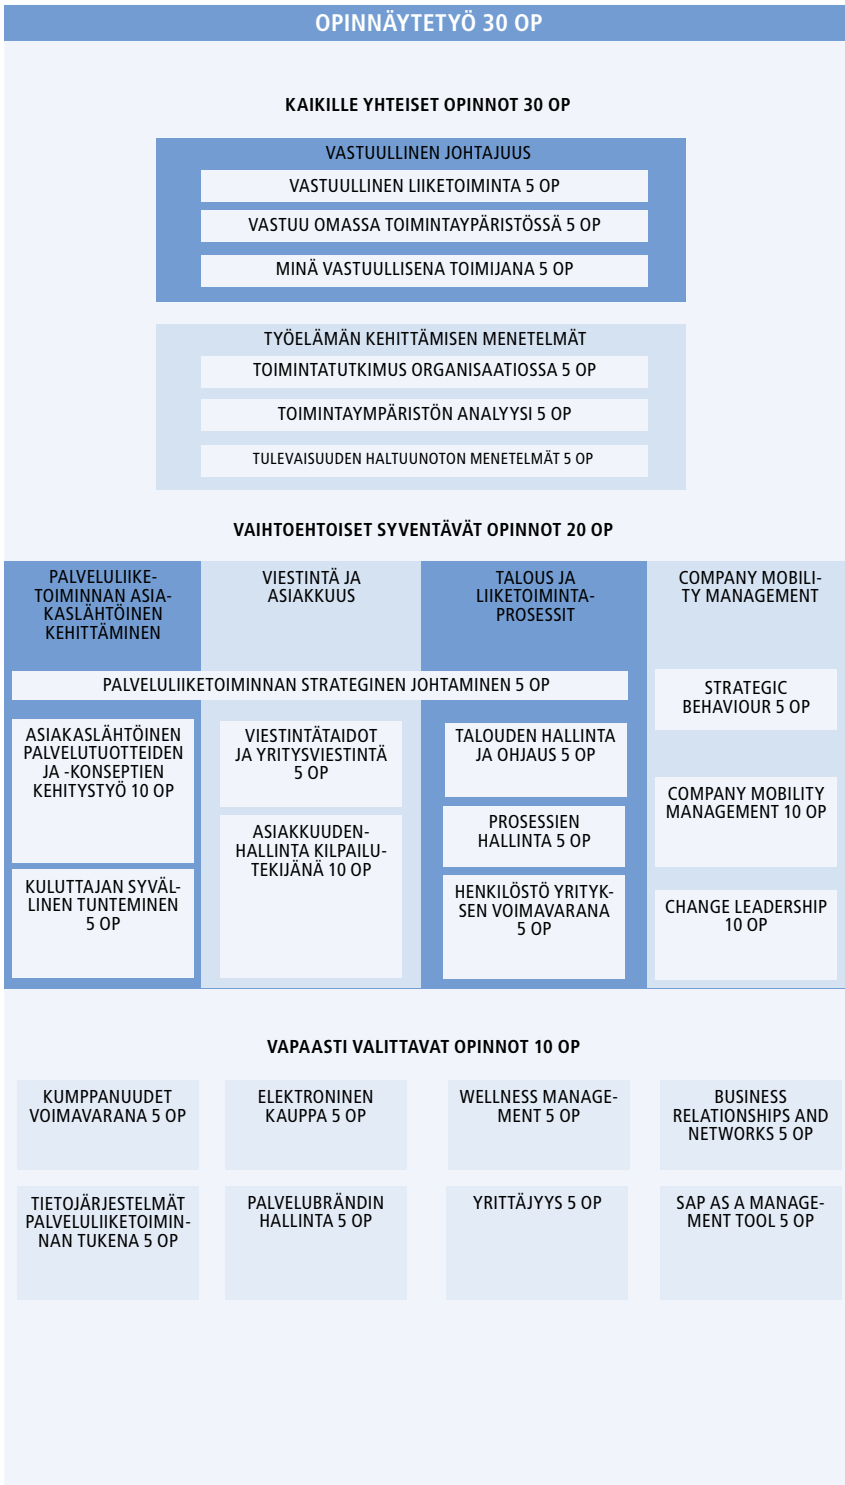 OPINNÄYTETYÖ 30 OP
KAIKILLE YHTEISET OPINNOT 30 OP
VASTUULLINEN JOHTAJUUS
VASTUULLINEN LIIKETOIMINTA 5 OP
VASTUU OMASSA TOIMINTAYPÄRISTÖSSÄ 5 OP
MINÄ VASTUULLISENA TOIMIJANA 5 OP
TYÖELÄMÄN KEHITTÄMISEN MENETELMÄT
TOIMINTATUTKIMUS ORGANISAATIOSSA 5 OP
TOIMINTAYMPÄRISTÖN ANALYYSI 5 OP
TULEVAISUUDEN HALTUUNOTON MENETELMÄT 5 OP
VAIHTOEHTOISET SYVENTÄVÄT OPINNOT 20 OP
PALVELULIIKE-
TOIMINNAN ASIA-
KASLÄHTÖINEN
KEHITTÄMINEN
VIESTINTÄ JA
ASIAKKUUS
TALOUS JA
LIIKETOIMINTA-
PROSESSIT
COMPANY MOBILI-
TY MANAGEMENT
PALVELULIIKETOIMINNAN STRATEGINEN JOHTAMINEN 5 OP
STRATEGIC
BEHAVIOUR 5 OP
ASIAKASLÄHTÖINEN
PALVELUTUOTTEIDEN
JA -KONSEPTIEN
KEHITYSTYÖ 10 OP
KULUTTAJAN SYVÄL-
LINEN TUNTEMINEN
5 OP
VIESTINTÄTAIDOT
JA YRITYSVIESTINTÄ
5 OP
ASIAKKUUDEN-
HALLINTA KILPAILU-
TEKIJÄNÄ 10 OP
TALOUDEN HALLINTA
JA OHJAUS 5 OP
PROSESSIEN
HALLINTA 5 OP
HENKILÖSTÖ YRITYK-
SEN VOIMAVARANA
5 OP
COMPANY MOBILITY
MANAGEMENT 10 OP
CHANGE LEADERSHIP
10 OP
VAPAASTI VALITTAVAT OPINNOT 10 OP
KUMPPANUUDET
VOIMAVARANA 5 OP
ELEKTRONINEN
KAUPPA 5 OP
WELLNESS MANAGE-
MENT 5 OP
BUSINESS
RELATIONSHIPS AND
NETWORKS 5 OP
TIETOJÄRJESTELMÄT
PALVELULIIKETOIMIN-
NAN TUKENA 5 OP
PALVELUBRÄNDIN
HALLINTA 5 OP
YRITTÄJYYS 5 OP
SAP AS A MANAGE-
MENT TOOL 5 OP